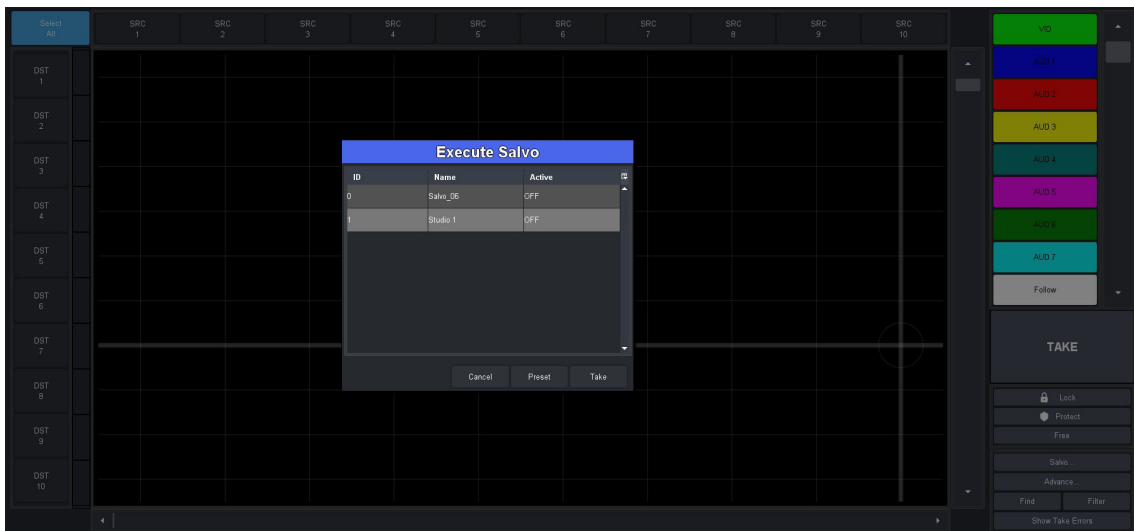 Select
All
SRC
1
SRC
2
SRC
3
SRC
4
SRC
5
SRC
6
SRC
7
SRC
8
SRC
9
SRC
10
DST
1
DST
2
DST
3
DST
4
DST
5
DST
6
DST
7
DST
8
DST
9
DST
10
Execute Salvo
ID Name Active
0 Salvo_06 OFF
1 Studio 1 OFF
Cancel Preset Take
VID
AUD 1
AUD 2
AUD 3
AUD 4
AUD 5
AUD 6
AUD 7
Follow
TAKE
Lock
Protect
Free
Salvo...
Advance...
Find Filter
Show Take Errors